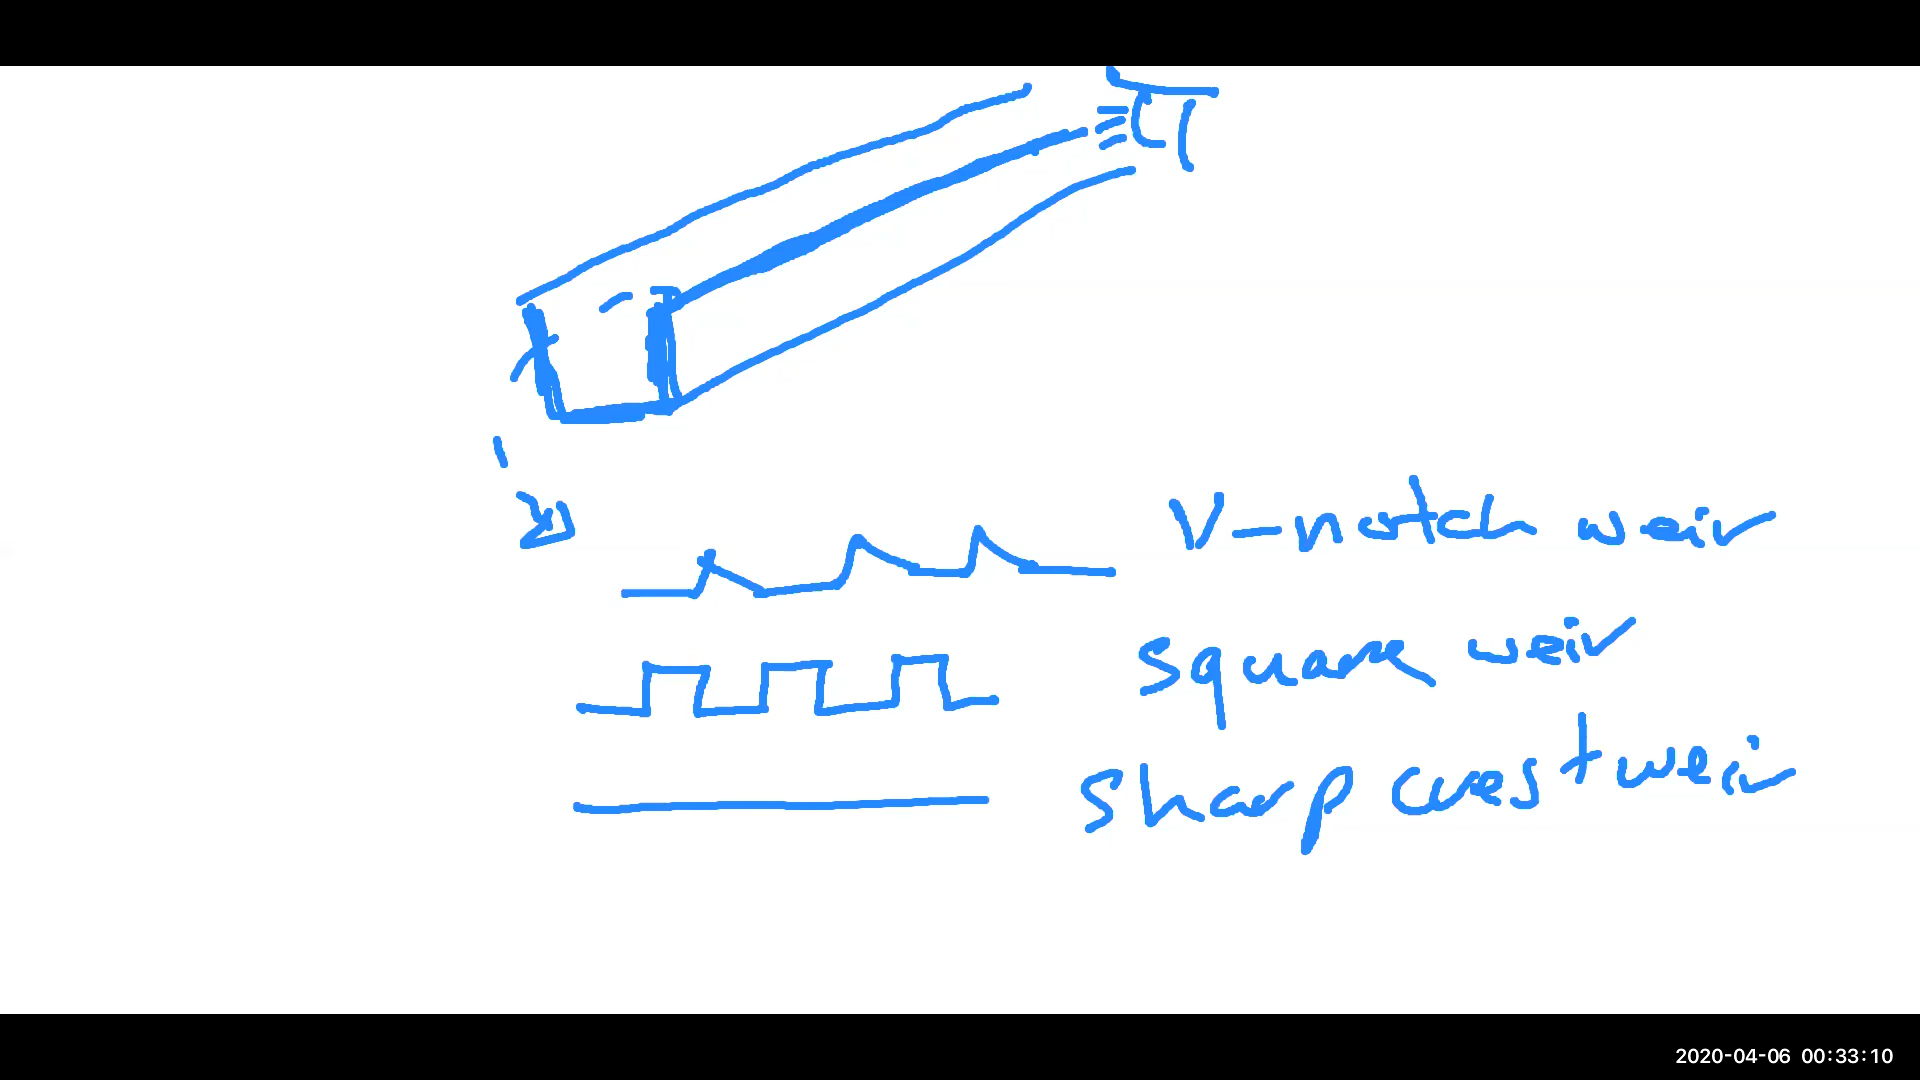 V-notch weir
square weir
sharp crest weir
2020-04-06 00:33:10